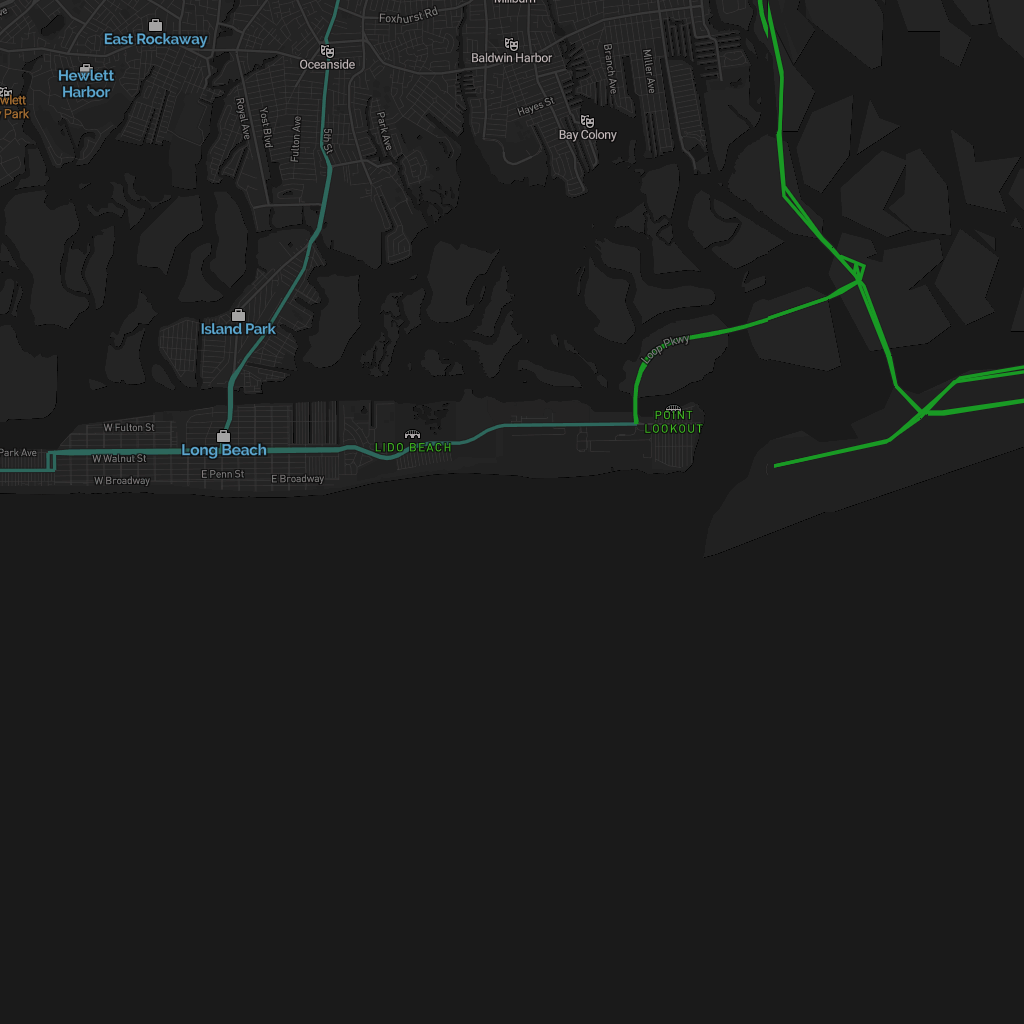 Millburn
Foxhurst Rd
East Rockaway
Oceanside
Baldwin Harbor
Branch Ave
Miller Ave
Hewlett
Harbor
wlett
Park
Royal Ave
Yost Blvd
Fulton Ave
5th St
Park Ave
Hayes St
Bay Colony
Island Park
Loop Pkwy
POINT
LOOKOUT
W Fulton St
Park Ave
W Walnut St
Long Beach
LIDO BEACH
W Broadway
E Penn St
E Broadway